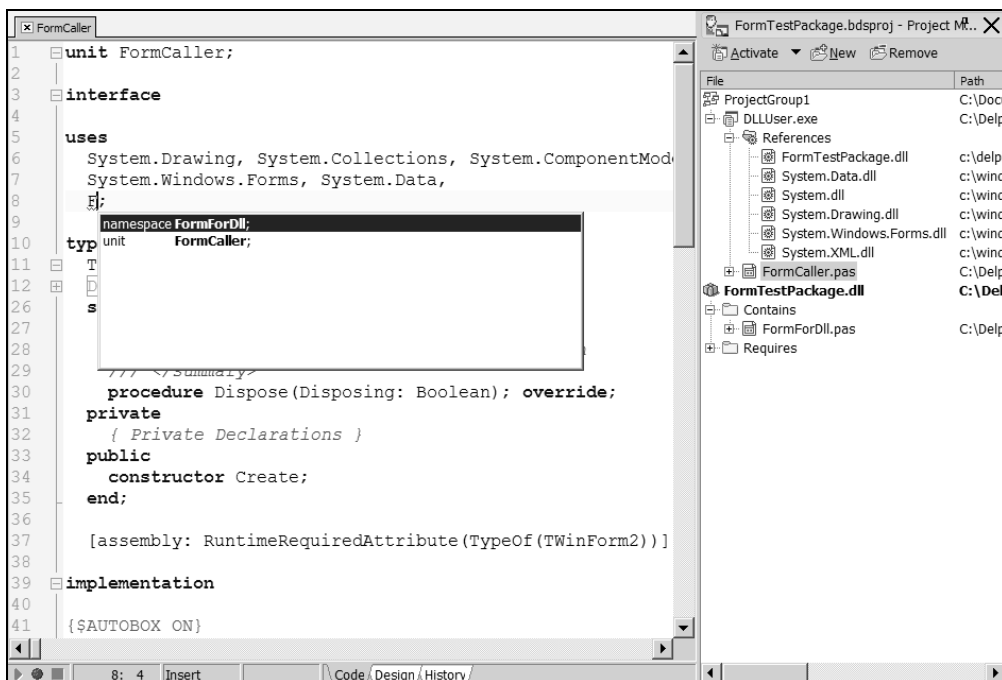 FormCaller
1 unit FormCaller;
2
3 interface
4
5 uses
6 System.Drawing, System.Collections, System.ComponentMod
7 System.Windows.Forms, System.Data,
8 F;
9
namespace FormForDll;
unit FormCaller;
10 typ
11 T
12 D
26 s
27
28
29 /// </Summary>
30 procedure Dispose(Disposing: Boolean); override;
31 private
32 { Private Declarations }
33 public
34 constructor Create;
35 end;
36
37 [assembly: RuntimeRequiredAttribute(TypeOf(TWinForm2))]
38
39 implementation
40
41 {$AUTOBOX ON}
8: 4 Insert Code Design History
FormTestPackage.bdsproj - Project M...
Activate New Remove
File Path
ProjectGroup1 C:\Doc
DLLUser.exe C:\Delp
References
FormTestPackage.dll c:\delp
System.Data.dll c:\wind
System.dll c:\wind
System.Drawing.dll c:\wind
System.Windows.Forms.dll c:\wind
System.XML.dll c:\wind
FormCaller.pas C:\Delp
FormTestPackage.dll C:\Del
Contains
FormForDll.pas C:\Delp
Requires